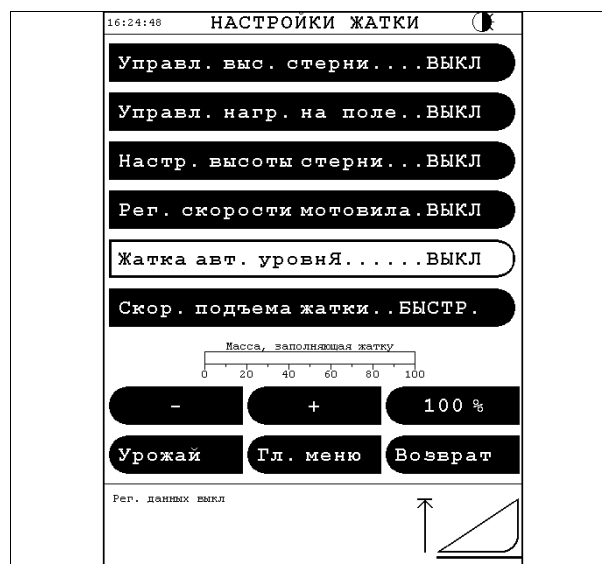 16:24:48 НАСТРОЙКИ ЖАТКИ
Управл. выс. стерни....ВЫКЛ
Управл. нагр. на поле..ВЫКЛ
Настр. высоты стерни...ВЫКЛ
Рег. скорости мотовила.ВЫКЛ
Жатка авт. уровнЯ......ВЫКЛ
Скор. подъема жатки..БЫСТР.
Масса, заполняющая жатку
0 20 40 60 80 100
- + 100 %
Урожай Гл. меню Возврат
Рег. данных выкл